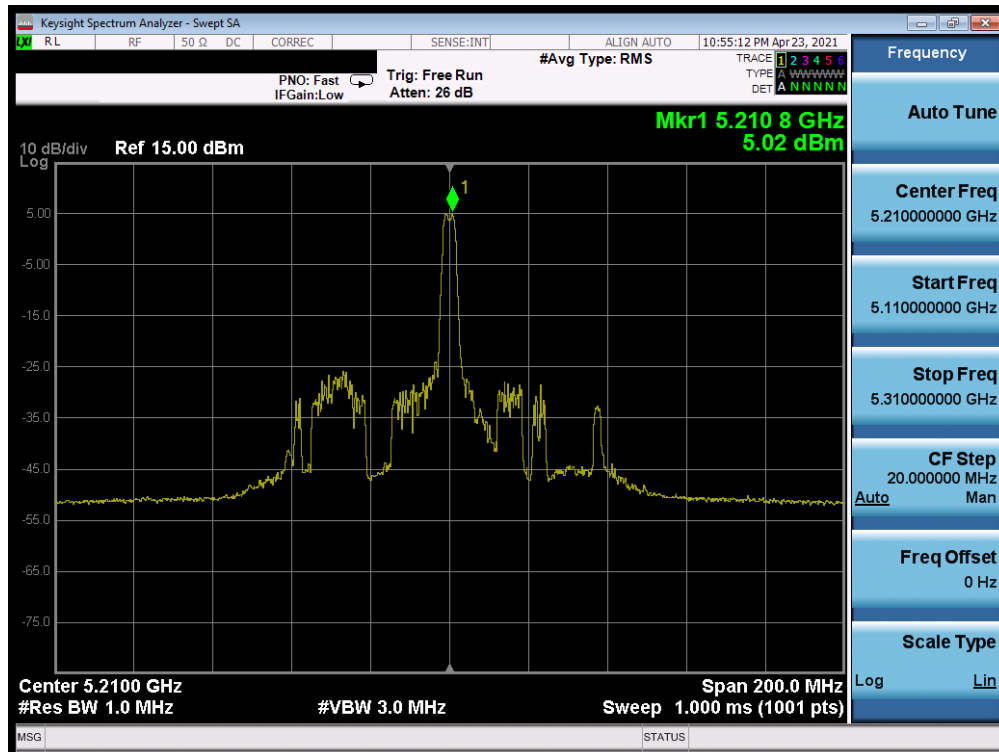 Keysight Spectrum Analyzer - Swept SA
LXI RL RF 50 Ω DC CORREC SENSE:INT ALIGN AUTO 10:55:12 PM Apr 23, 2021
PNO: Fast
IFGain:Low
Trig: Free Run
Atten: 26 dB
#Avg Type: RMS
TRACE 1 2 3 4 5 6
TYPE A WWWWW
DET A N N N N N
Mkr1 5.210 8 GHz
5.02 dBm
10 dB/div Ref 15.00 dBm
Log
1
5.00
-5.00
-15.0
-25.0
-35.0
-45.0
-55.0
-65.0
-75.0
Center 5.2100 GHz Span 200.0 MHz
#Res BW 1.0 MHz #VBW 3.0 MHz Sweep 1.000 ms (1001 pts)
MSG STATUS
Frequency
Auto Tune
Center Freq
5.210000000 GHz
Start Freq
5.110000000 GHz
Stop Freq
5.310000000 GHz
CF Step
20.000000 MHz
Auto Man
Freq Offset
0 Hz
Scale Type
Log Lin